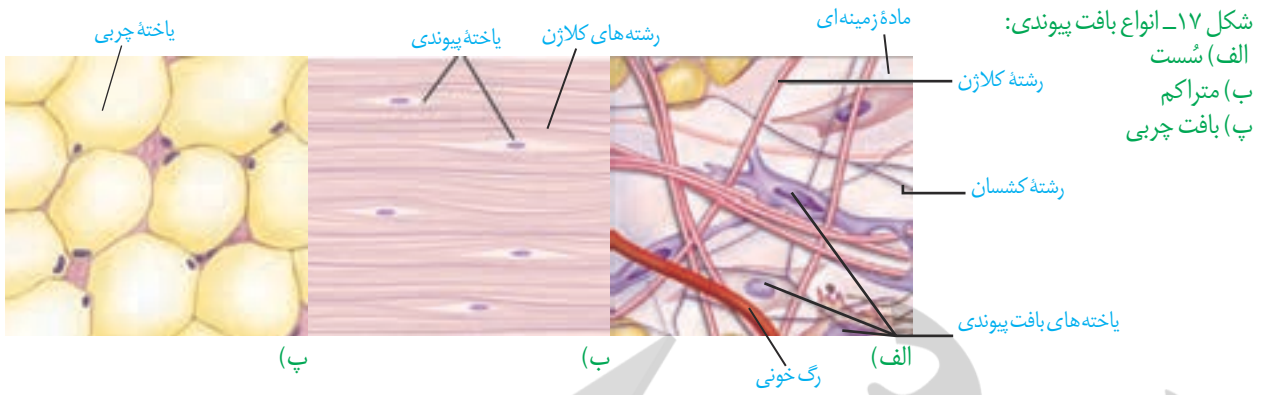 شکل ۱۷ـ انواع بافت پیوندی:
الف) سُست
ب) متراکم
پ) بافت چربی
مادهٔ زمینه‌ای
رشتهٔ کلاژن
رشتهٔ کشسان
یاخته‌های بافت پیوندی
رگ خونی
الف)
رشته‌های کلاژن
یاختهٔ پیوندی
ب)
یاختهٔ چربی
پ)